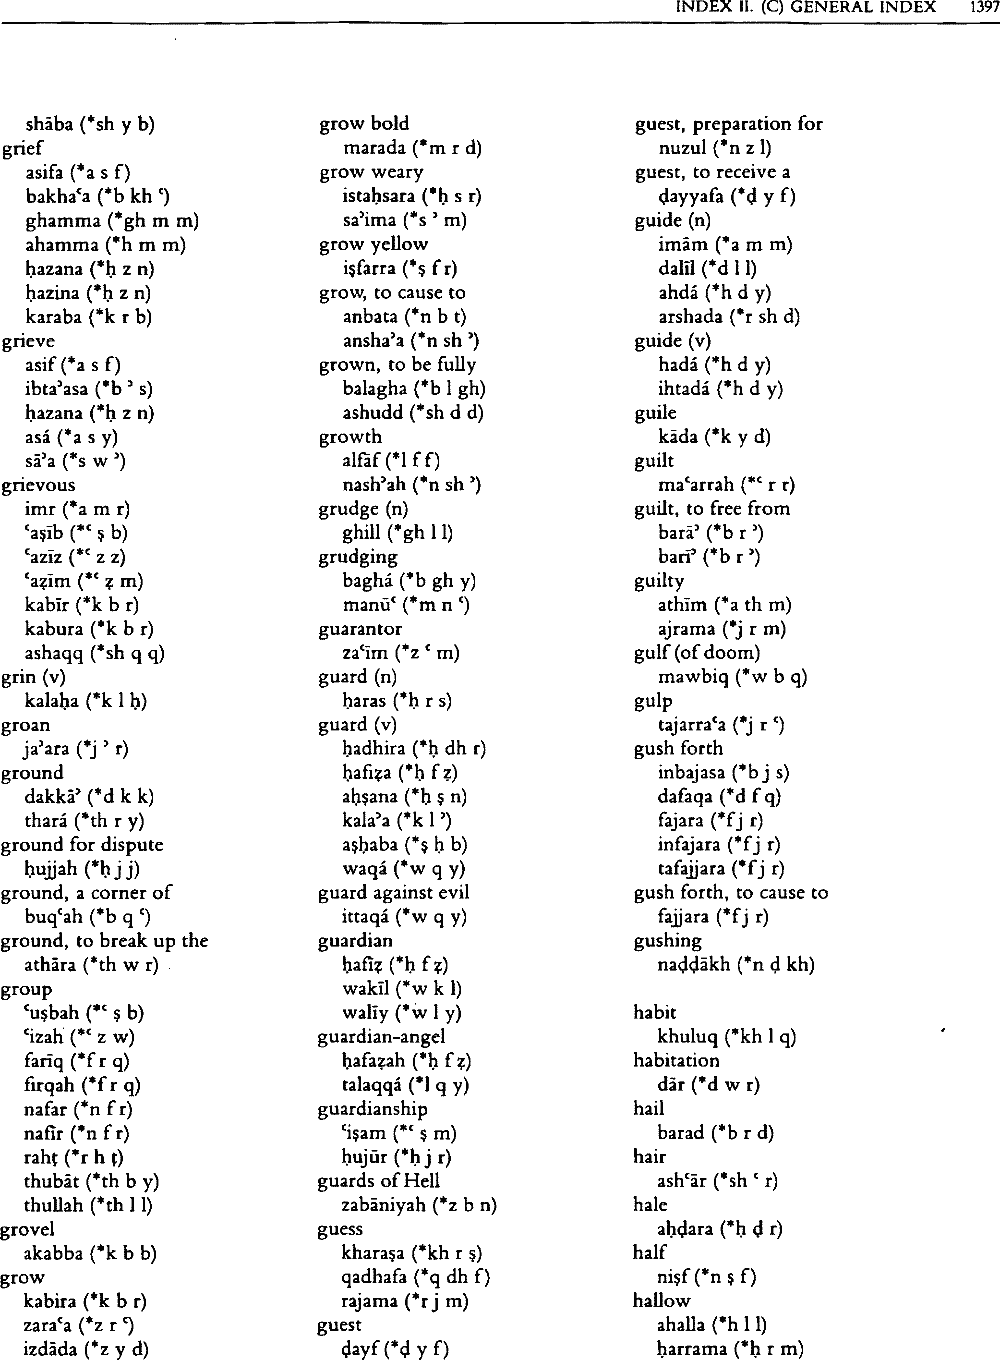 INDEX II. (C) GENERAL INDEX 1397
shāba (*sh y b)
grief
asifa (*a s f)
bakhaʿa (*b kh ʿ)
ghamma (*gh m m)
ahamma (*h m m)
ḥazana (*ḥ z n)
ḥazina (*ḥ z n)
karaba (*k r b)
grieve
asif (*a s f)
ibtaʾasa (*b ʾ s)
ḥazana (*ḥ z n)
asá (*a s y)
sāʾa (*s w ʾ)
grievous
imr (*a m r)
ʿaṣīb (*ʿ ṣ b)
ʿazīz (*ʿ z z)
ʿaẓīm (*ʿ ẓ m)
kabīr (*k b r)
kabura (*k b r)
ashaqq (*sh q q)
grin (v)
kalaḥa (*k l ḥ)
groan
jaʾara (*j ʾ r)
ground
dakkāʾ (*d k k)
thará (*th r y)
ground for dispute
ḥujjah (*ḥ j j)
ground, a corner of
buqʿah (*b q ʿ)
ground, to break up the
athāra (*th w r)
group
ʿuṣbah (*ʿ ṣ b)
ʿizah (*ʿ z w)
farīq (*f r q)
firqah (*f r q)
nafar (*n f r)
nafīr (*n f r)
rahṭ (*r h ṭ)
thubāt (*th b y)
thullah (*th l l)
grovel
akabba (*k b b)
grow
kabira (*k b r)
zaraʿa (*z r ʿ)
izdāda (*z y d)
grow bold
marada (*m r d)
grow weary
istaḥsara (*ḥ s r)
saʾima (*s ʾ m)
grow yellow
iṣfarra (*ṣ f r)
grow, to cause to
anbata (*n b t)
anshaʾa (*n sh ʾ)
grown, to be fully
balagha (*b l gh)
ashudd (*sh d d)
growth
alfāf (*l f f)
nashʾah (*n sh ʾ)
grudge (n)
ghill (*gh l l)
grudging
baghá (*b gh y)
manūʿ (*m n ʿ)
guarantor
zaʿīm (*z ʿ m)
guard (n)
ḥaras (*ḥ r s)
guard (v)
ḥadhira (*ḥ dh r)
ḥafiẓa (*ḥ f ẓ)
aḥṣana (*ḥ ṣ n)
kalaʾa (*k l ʾ)
aṣḥaba (*ṣ ḥ b)
waqá (*w q y)
guard against evil
ittaqá (*w q y)
guardian
ḥafīẓ (*ḥ f ẓ)
wakīl (*w k l)
walīy (*w l y)
guardian-angel
ḥafaẓah (*ḥ f ẓ)
talaqqá (*l q y)
guardianship
ʿiṣam (*ʿ ṣ m)
ḥujūr (*ḥ j r)
guards of Hell
zabāniyah (*z b n)
guess
kharaṣa (*kh r ṣ)
qadhafa (*q dh f)
rajama (*r j m)
guest
ḍayf (*ḍ y f)
guest, preparation for
nuzul (*n z l)
guest, to receive a
ḍayyafa (*ḍ y f)
guide (n)
imām (*a m m)
dalīl (*d l l)
ahdá (*h d y)
arshada (*r sh d)
guide (v)
hadá (*h d y)
ihtadá (*h d y)
guile
kāda (*k y d)
guilt
maʿarrah (*ʿ r r)
guilt, to free from
barāʾ (*b r ʾ)
barīʾ (*b r ʾ)
guilty
athīm (*a th m)
ajrama (*j r m)
gulf (of doom)
mawbiq (*w b q)
gulp
tajarraʿa (*j r ʿ)
gush forth
inbajasa (*b j s)
dafaqa (*d f q)
fajara (*f j r)
infajara (*f j r)
tafajjara (*f j r)
gush forth, to cause to
fajjara (*f j r)
gushing
naḍḍākh (*n ḍ kh)
habit
khuluq (*kh l q)
habitation
dār (*d w r)
hail
barad (*b r d)
hair
ashʿār (*sh ʿ r)
hale
aḥḍara (*ḥ ḍ r)
half
niṣf (*n ṣ f)
hallow
ahalla (*h l l)
ḥarrama (*ḥ r m)